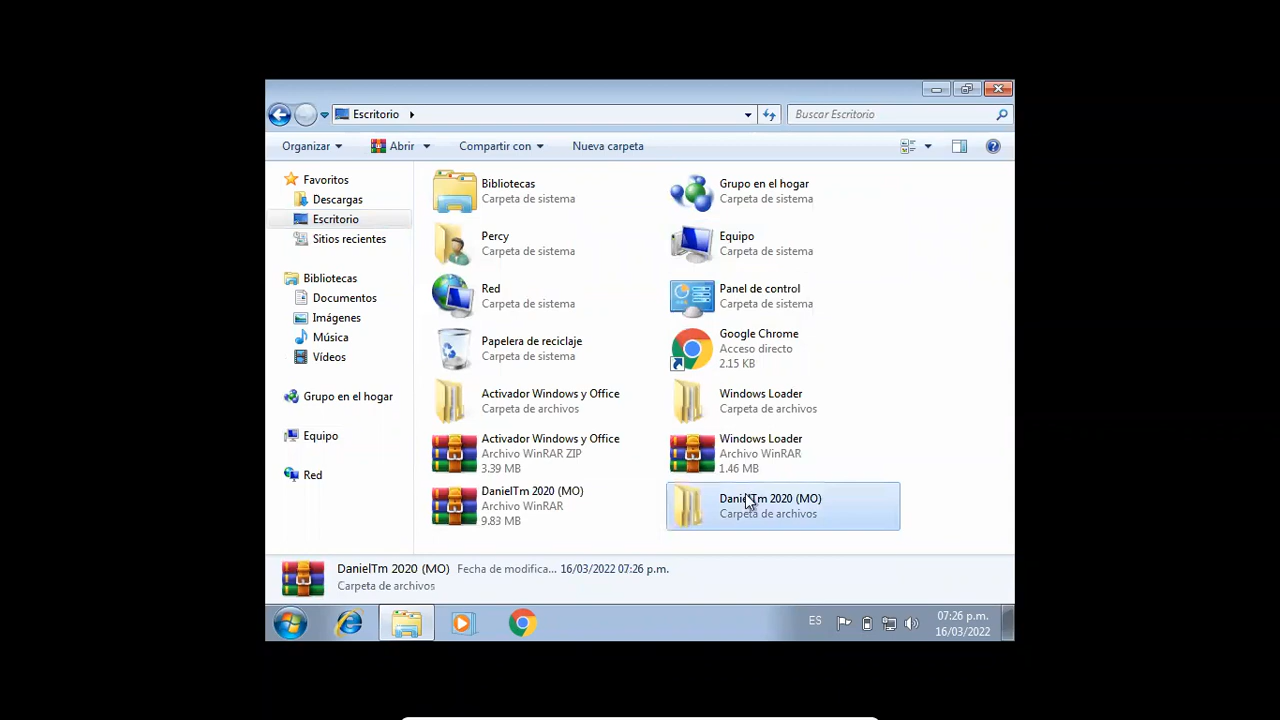 Escritorio
Buscar Escritorio
Organizar
Abrir
Compartir con
Nueva carpeta
Favoritos
Descargas
Escritorio
Sitios recientes
Bibliotecas
Documentos
Imágenes
Música
Vídeos
Grupo en el hogar
Equipo
Red
Bibliotecas
Carpeta de sistema
Grupo en el hogar
Carpeta de sistema
Percy
Carpeta de sistema
Equipo
Carpeta de sistema
Red
Carpeta de sistema
Panel de control
Carpeta de sistema
Papelera de reciclaje
Carpeta de sistema
Google Chrome
Acceso directo
2.15 KB
Activador Windows y Office
Carpeta de archivos
Windows Loader
Carpeta de archivos
Activador Windows y Office
Archivo WinRAR ZIP
3.39 MB
Windows Loader
Archivo WinRAR
1.46 MB
DanielTm 2020 (MO)
Archivo WinRAR
9.83 MB
DanielTm 2020 (MO)
Carpeta de archivos
DanielTm 2020 (MO) Fecha de modifica... 16/03/2022 07:26 p.m.
Carpeta de archivos
ES
07:26 p.m.
16/03/2022